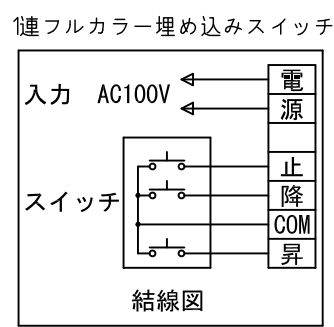 1連フルカラー埋め込みスイッチ
入力 AC100V
電
源
スイッチ
止
降
COM
昇
結線図